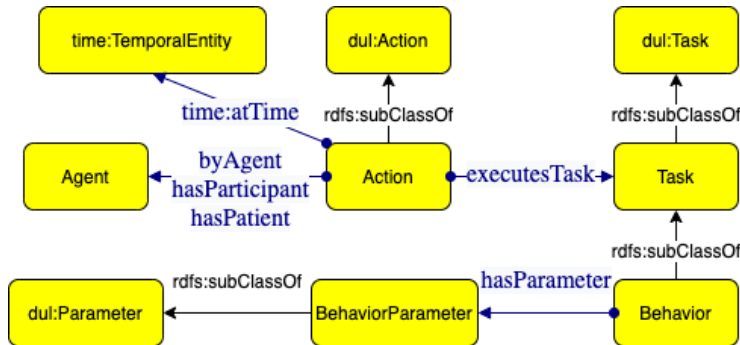 time:TemporalEntity
dul:Action
dul:Task
time:atTime
rdfs:subClassOf
rdfs:subClassOf
Agent
byAgent
hasParticipant
hasPatient
Action
executesTask
Task
rdfs:subClassOf
rdfs:subClassOf
hasParameter
dul:Parameter
BehaviorParameter
Behavior